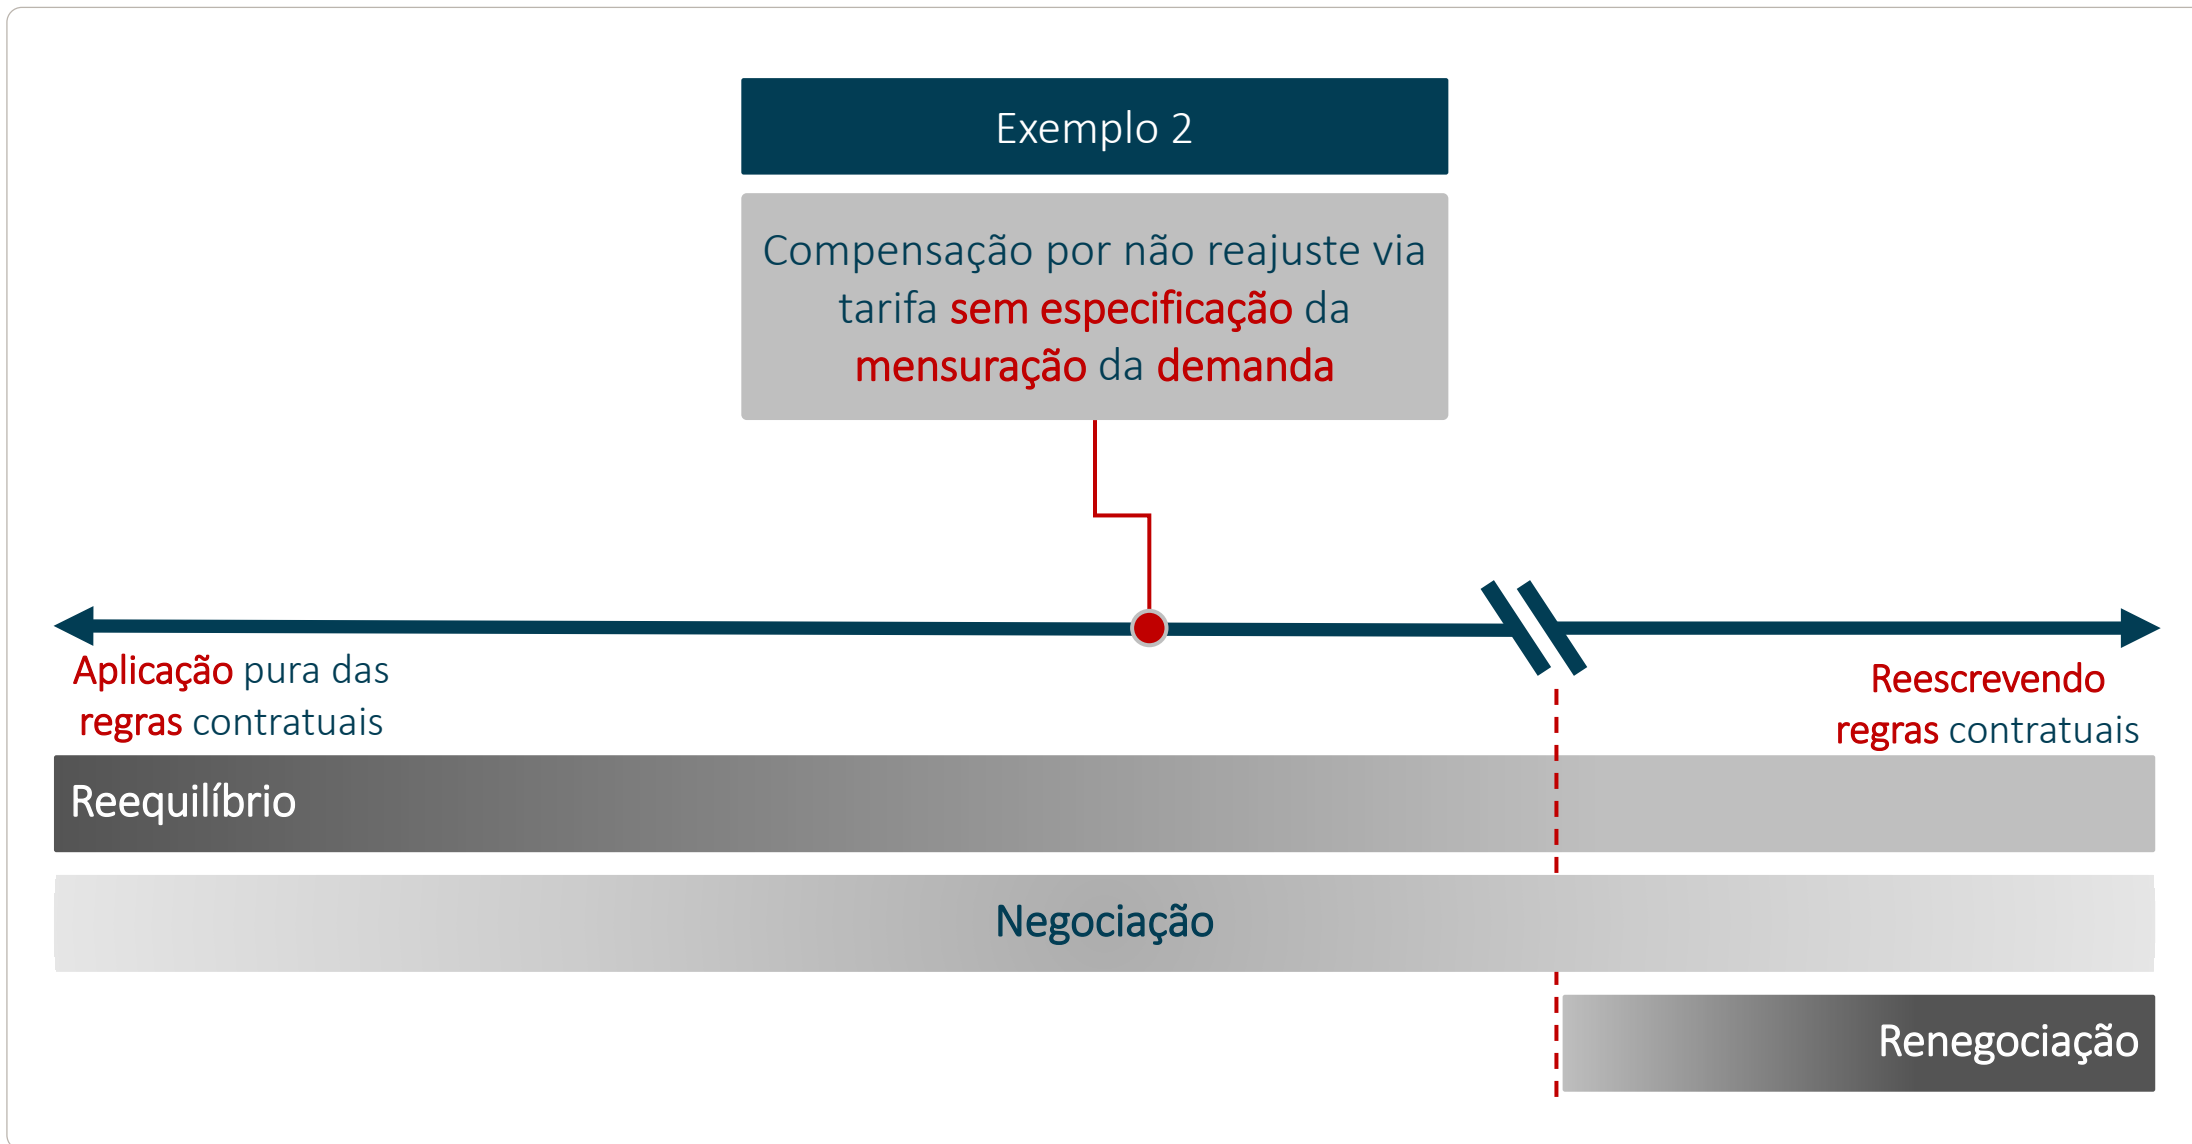 Exemplo 2
Compensação por não reajuste via
tarifa sem especificação da
mensuração da demanda
Aplicação pura das
regras contratuais
Reescrevendo
regras contratuais
Reequilíbrio
Negociação
Renegociação